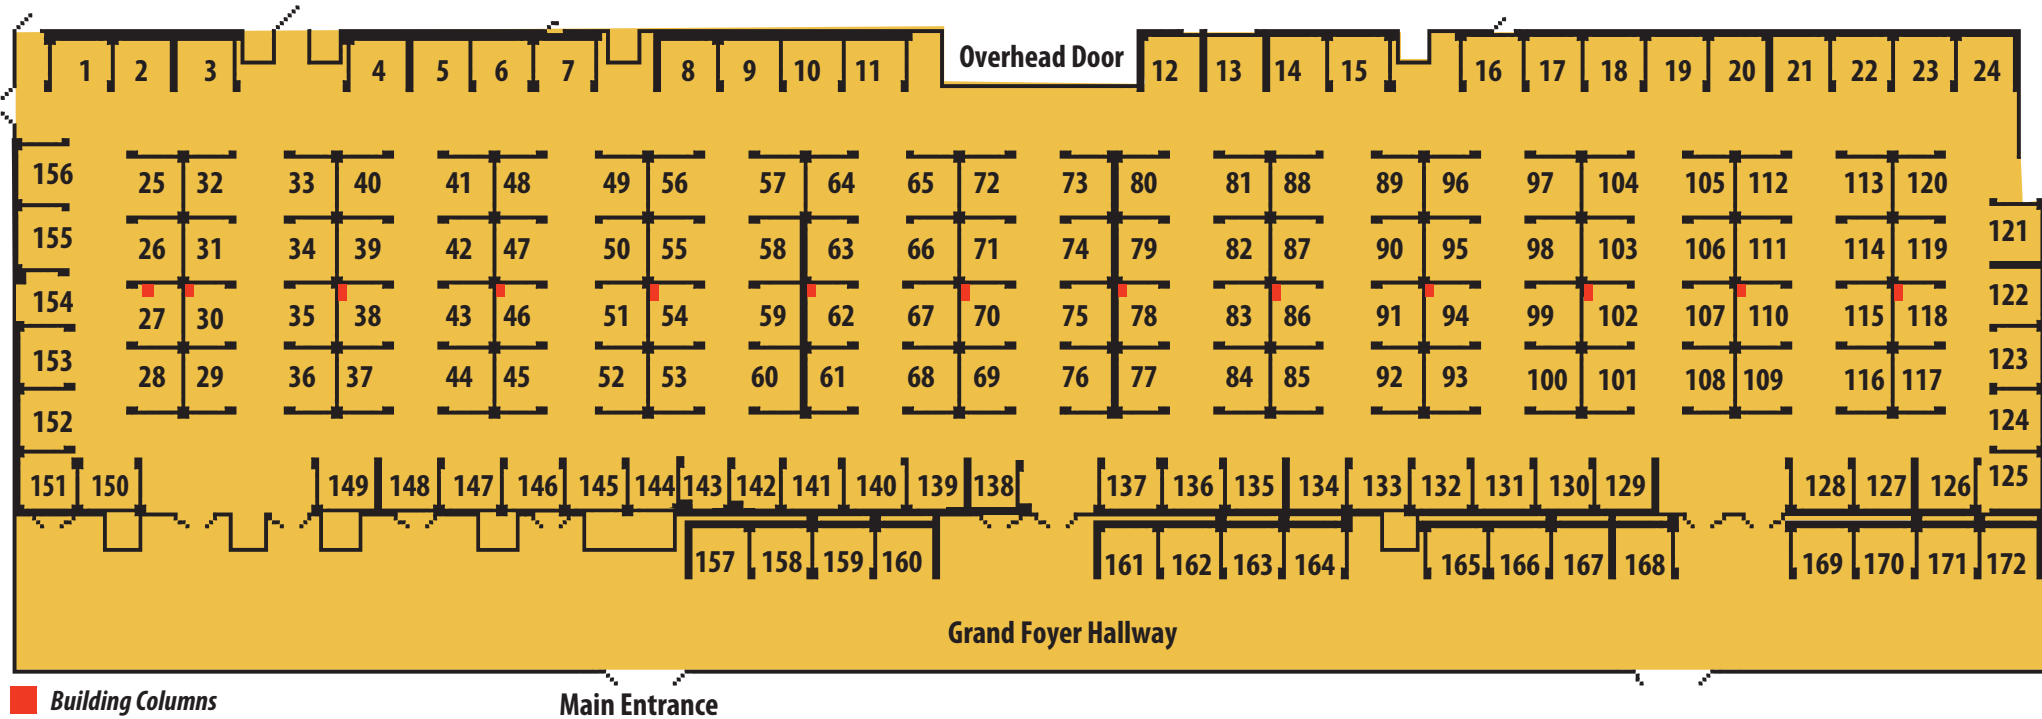 1 2 3 4 5 6 7 8 9 10 11 Overhead Door 12 13 14 15 16 17 18 19 20 21 22 23 24
156 25 32 33 40 41 48 49 56 57 64 65 72 73 80 81 88 89 96 97 104 105 112 113 120
155 26 31 34 39 42 47 50 55 58 63 66 71 74 79 82 87 90 95 98 103 106 111 114 119 121
154 27 30 35 38 43 46 51 54 59 62 67 70 75 78 83 86 91 94 99 102 107 110 115 118 122
153 28 29 36 37 44 45 52 53 60 61 68 69 76 77 84 85 92 93 100 101 108 109 116 117 123
152 124
151 150 149 148 147 146 145 144 143 142 141 140 139 138 137 136 135 134 133 132 131 130 129 128 127 126 125
157 158 159 160 161 162 163 164 165 166 167 168 169 170 171 172
Grand Foyer Hallway
Building Columns
Main Entrance